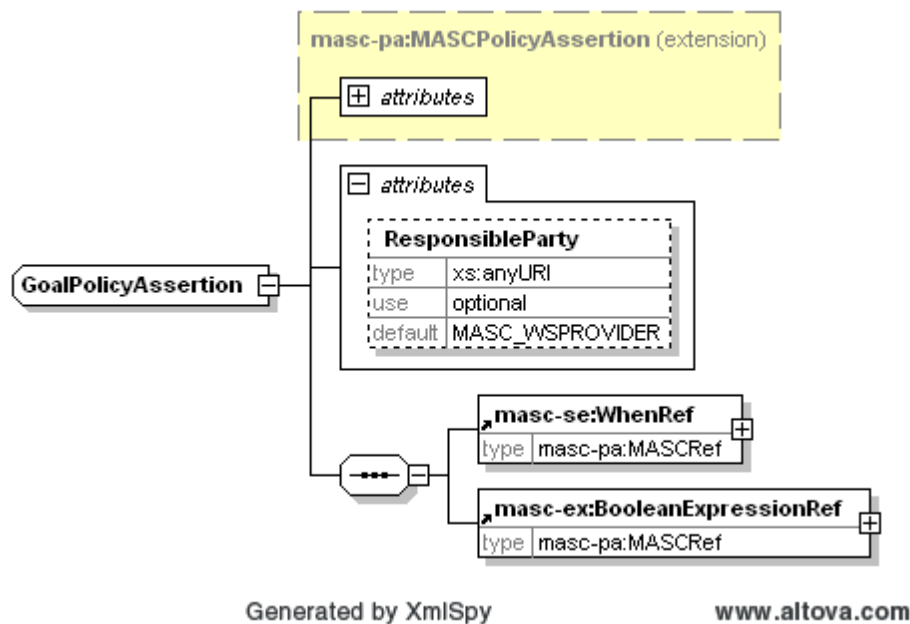 masc-pa:MASCPolicyAssertion (extension)
attributes
attributes
ResponsibleParty
type xs:anyURI
use optional
default MASC_WSPROVIDER
GoalPolicyAssertion
masc-se:WhenRef
type masc-pa:MASCRef
masc-ex:BooleanExpressionRef
type masc-pa:MASCRef
Generated by XmlSpy www.altova.com